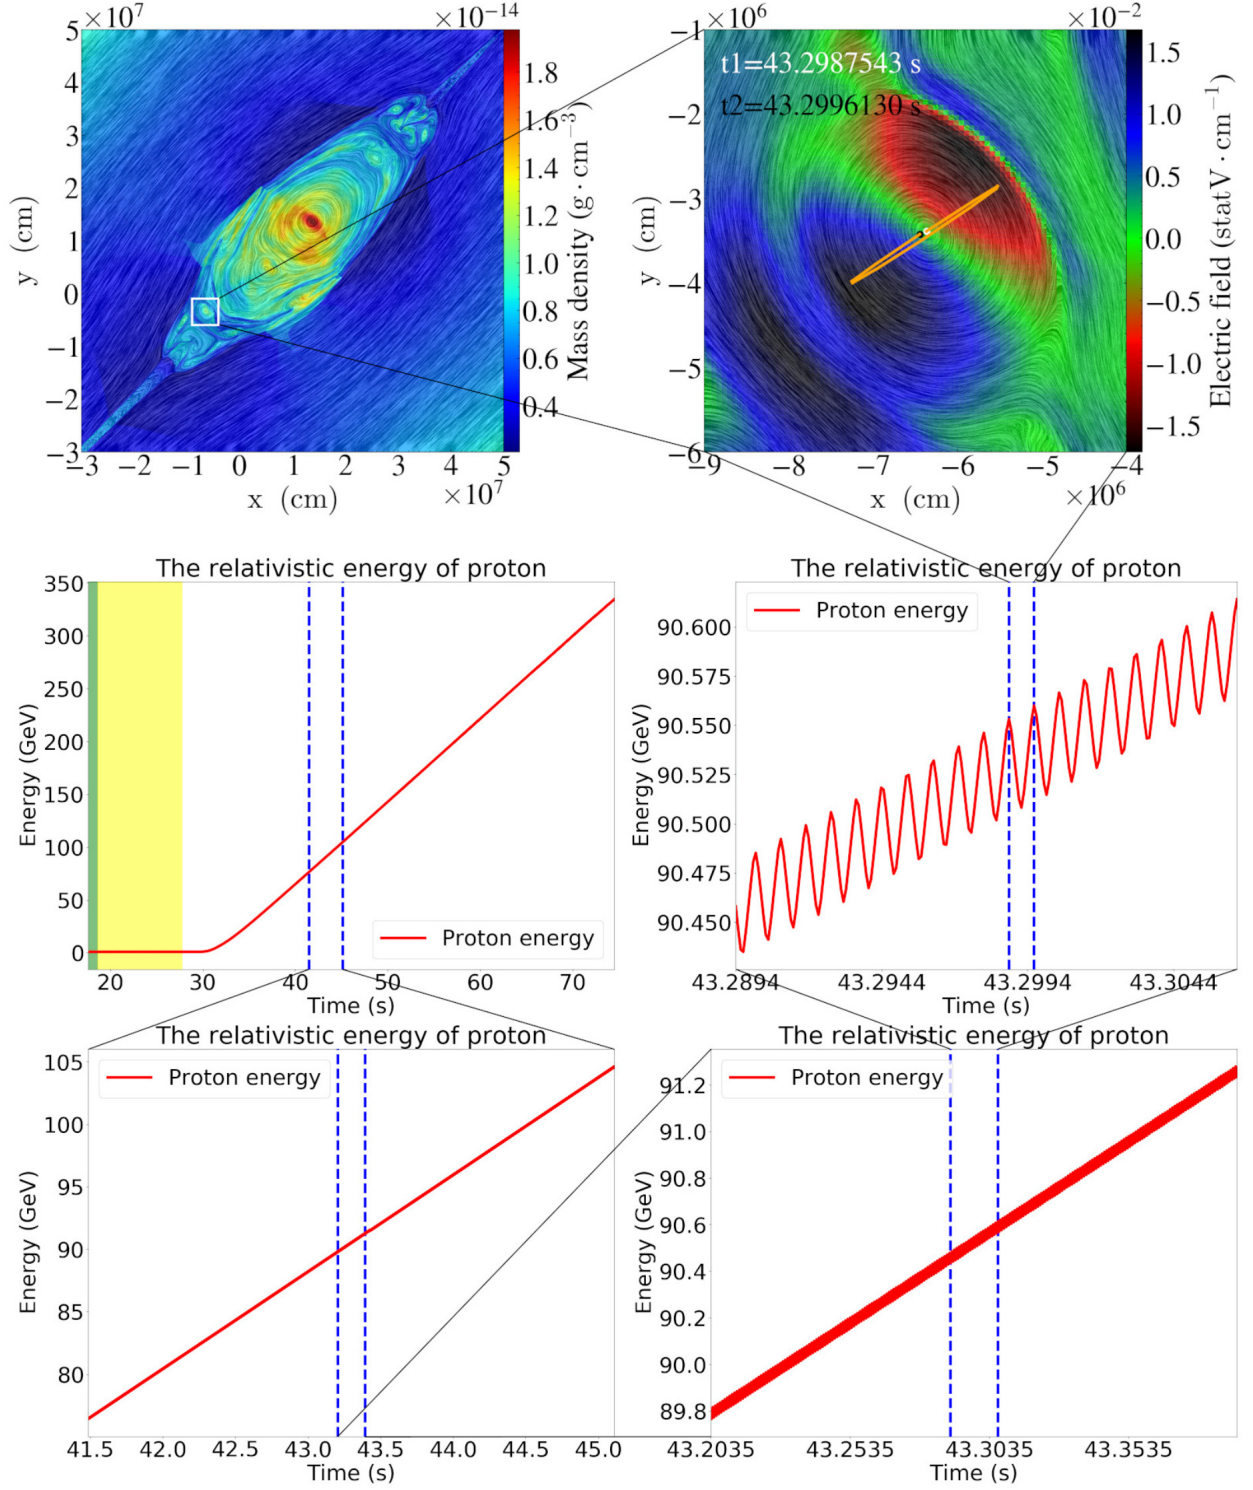 ×10⁷
×10⁻¹⁴
5
4
3
2
1
0
−1
−2
−3
y (cm)
−3 −2 −1 0 1 2 3 4 5
x (cm)
×10⁷
1.8
1.6
1.4
1.2
1.0
0.8
0.6
0.4
Mass density (g · cm⁻³)
×10⁶
×10⁻²
t1=43.2987543 s
t2=43.2996130 s
−1
−2
−3
−4
−5
−6
y (cm)
−9 −8 −7 −6 −5 −4
x (cm)
×10⁶
1.5
1.0
0.5
0.0
−0.5
−1.0
−1.5
Electric field (stat V · cm⁻¹)
The relativistic energy of proton
350
300
250
200
150
100
50
0
Energy (GeV)
Proton energy
20 30 40 50 60 70
Time (s)
The relativistic energy of proton
Proton energy
90.600
90.575
90.550
90.525
90.500
90.475
90.450
Energy (GeV)
43.2894 43.2944 43.2994 43.3044
Time (s)
The relativistic energy of proton
Proton energy
105
100
95
90
85
80
Energy (GeV)
41.5 42.0 42.5 43.0 43.5 44.0 44.5 45.0
Time (s)
The relativistic energy of proton
Proton energy
91.2
91.0
90.8
90.6
90.4
90.2
90.0
89.8
Energy (GeV)
43.2035 43.2535 43.3035 43.3535
Time (s)